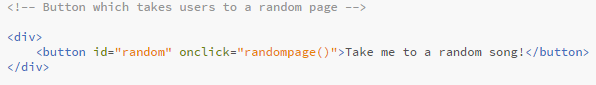 <!-- Button which takes users to a random page -->
<div>
    <button id="random" onclick="randompage()">Take me to a random song!</button>
</div>